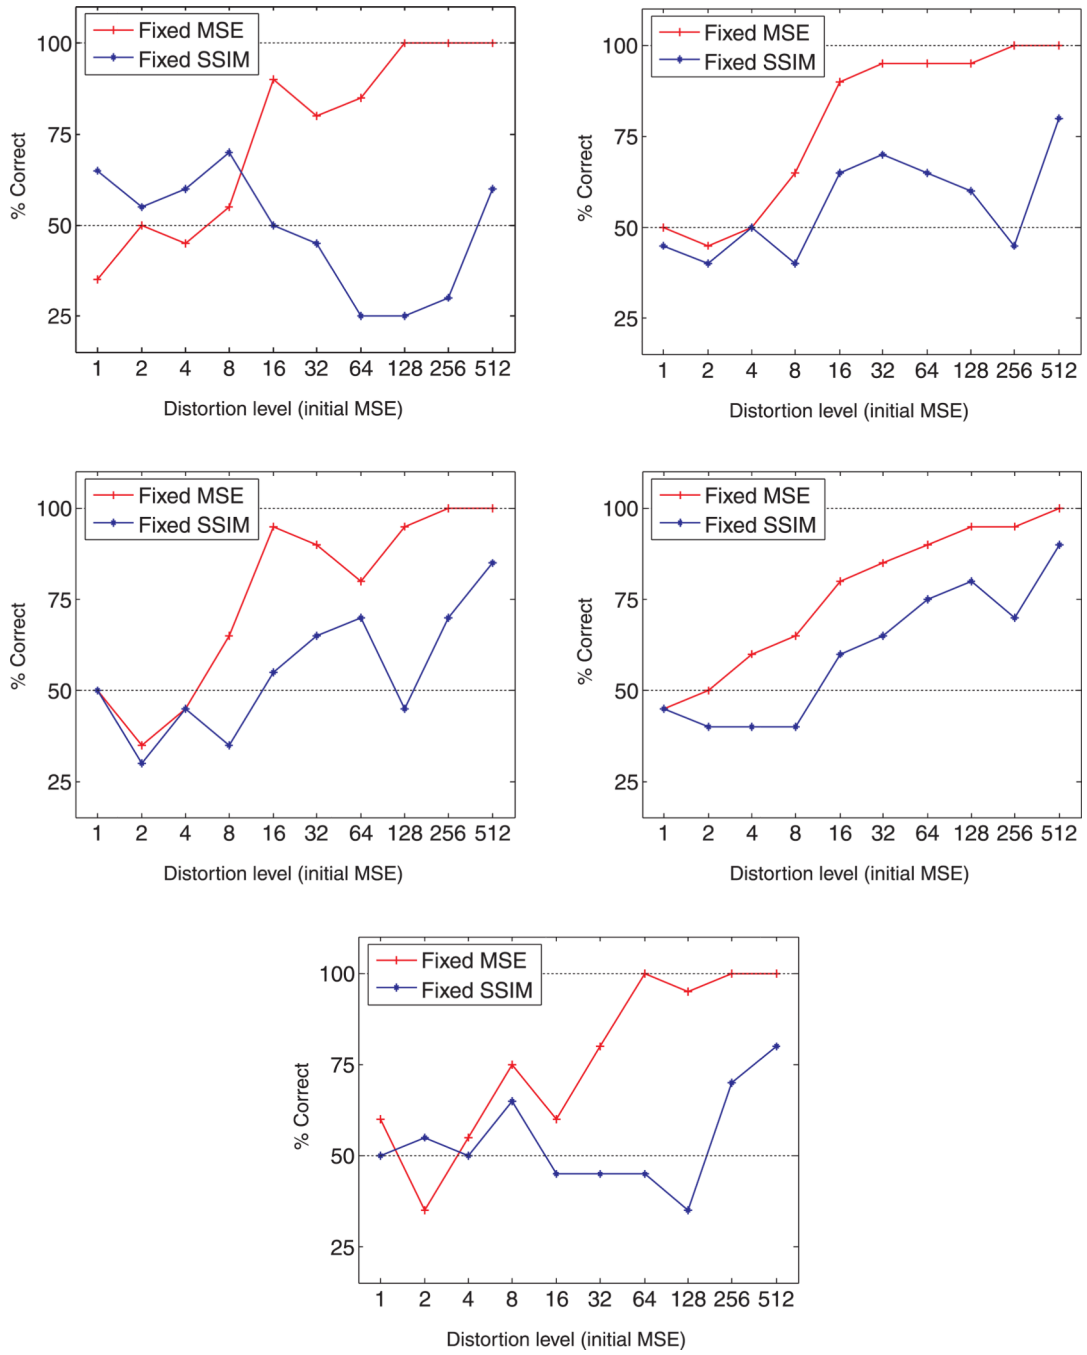 Fixed MSE
Fixed SSIM
100
75
50
25
% Correct
1 2 4 8 16 32 64 128 256 512
Distortion level (initial MSE)
Fixed MSE
Fixed SSIM
100
75
50
25
% Correct
1 2 4 8 16 32 64 128 256 512
Distortion level (initial MSE)
Fixed MSE
Fixed SSIM
100
75
50
25
% Correct
1 2 4 8 16 32 64 128 256 512
Distortion level (initial MSE)
Fixed MSE
Fixed SSIM
100
75
50
25
% Correct
1 2 4 8 16 32 64 128 256 512
Distortion level (initial MSE)
Fixed MSE
Fixed SSIM
100
75
50
25
% Correct
1 2 4 8 16 32 64 128 256 512
Distortion level (initial MSE)